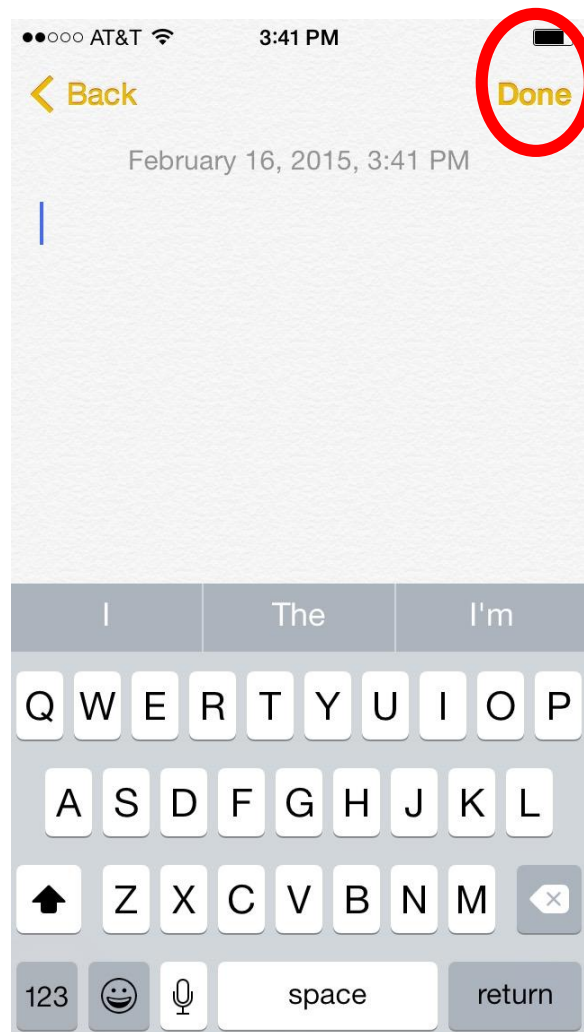 AT&T 3:41 PM
Back Done
February 16, 2015, 3:41 PM
I The I'm
Q W E R T Y U I O P
A S D F G H J K L
Z X C V B N M
123 space return